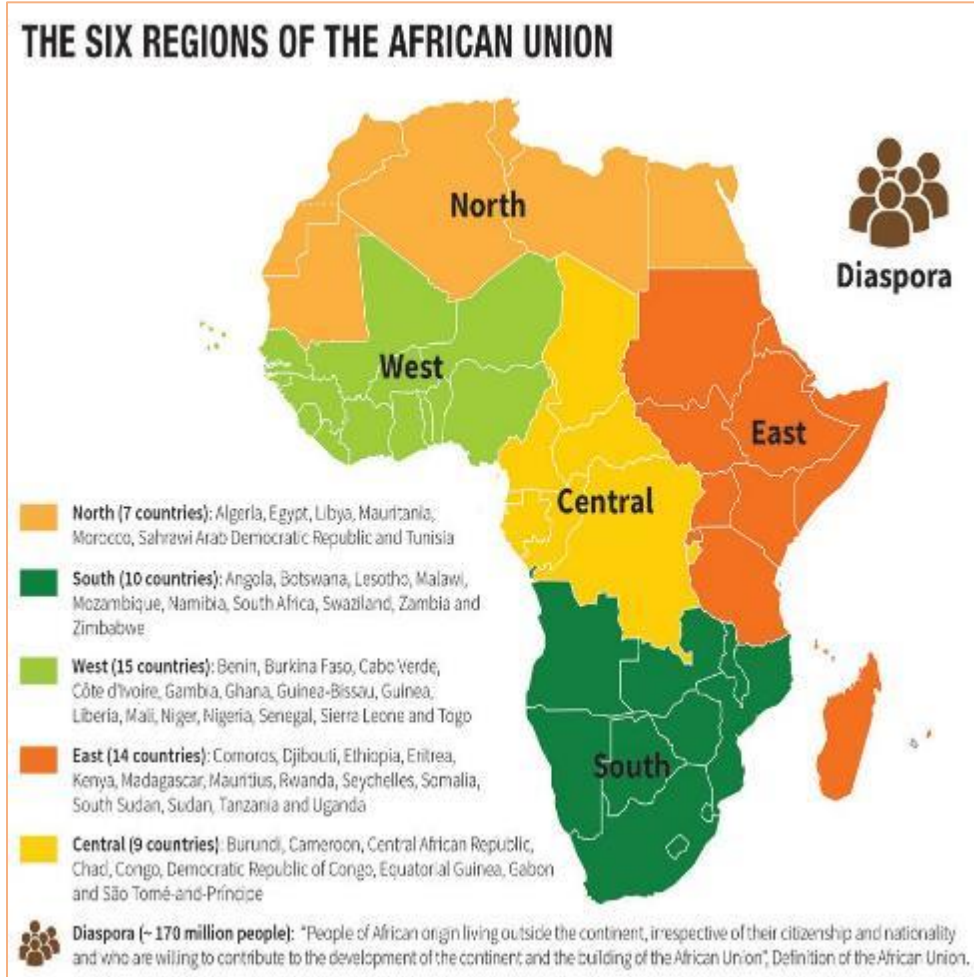 THE SIX REGIONS OF THE AFRICAN UNION
North
Diaspora
West
East
Central
South
North (7 countries): Algeria, Egypt, Libya, Mauritania,
Morocco, Sahrawi Arab Democratic Republic and Tunisia
South (10 countries): Angola, Botswana, Lesotho, Malawi,
Mozambique, Namibia, South Africa, Swaziland, Zambia and
Zimbabwe
West (15 countries): Benin, Burkina Faso, Cabo Verde,
Côte d'Ivoire, Gambia, Ghana, Guinea-Bissau, Guinea,
Liberia, Mali, Niger, Nigeria, Senegal, Sierra Leone and Togo
East (14 countries): Comoros, Djibouti, Ethiopia, Eritrea,
Kenya, Madagascar, Mauritius, Rwanda, Seychelles, Somalia,
South Sudan, Sudan, Tanzania and Uganda
Central (9 countries): Burundi, Cameroon, Central African Republic,
Chad, Congo, Democratic Republic of Congo, Equatorial Guinea, Gabon
and São Tomé-and-Príncipe
Diaspora (~ 170 million people): "People of African origin living outside the continent, irrespective of their citizenship and nationality
and who are willing to contribute to the development of the continent and the building of the African Union", Definition of the African Union.